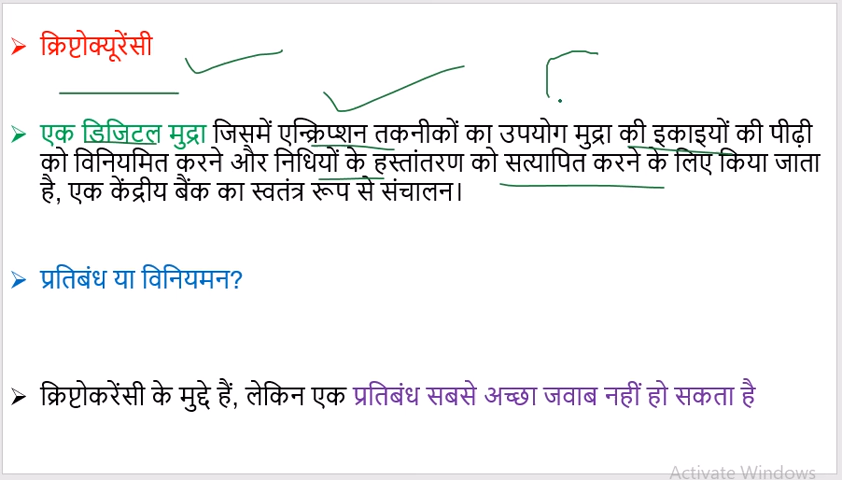 ➢ क्रिप्टोक्यूरेंसी
➢ एक डिजिटल मुद्रा जिसमें एन्क्रिप्शन तकनीकों का उपयोग मुद्रा की इकाइयों की पीढ़ी
को विनियमित करने और निधियों के हस्तांतरण को सत्यापित करने के लिए किया जाता
है, एक केंद्रीय बैंक का स्वतंत्र रूप से संचालन।
➢ प्रतिबंध या विनियमन?
➢ क्रिप्टोकरेंसी के मुद्दे हैं, लेकिन एक प्रतिबंध सबसे अच्छा जवाब नहीं हो सकता है
Activate Windows